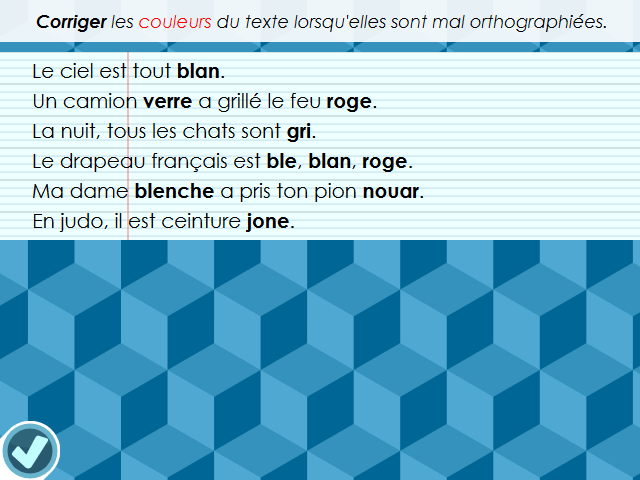 Corriger les couleurs du texte lorsqu'elles sont mal orthographiées.
Le ciel est tout blan.
Un camion verre a grillé le feu roge.
La nuit, tous les chats sont gri.
Le drapeau français est ble, blan, roge.
Ma dame blenche a pris ton pion nouar.
En judo, il est ceinture jone.